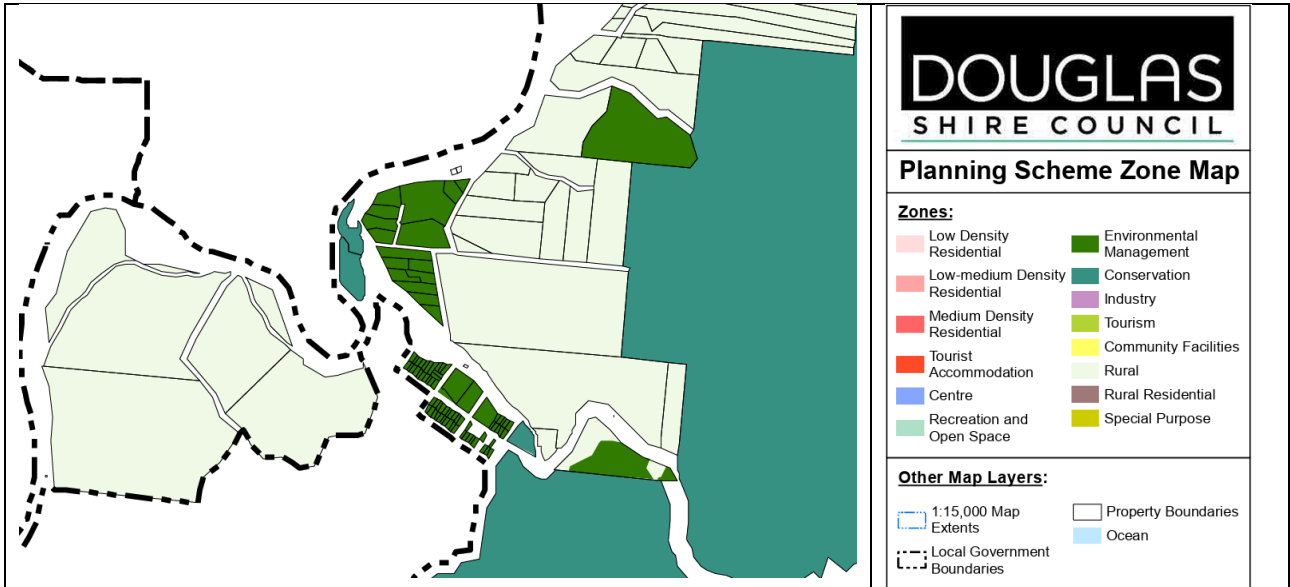 DOUGLAS
SHIRE COUNCIL
Planning Scheme Zone Map
Zones:
Low Density
Residential
Low-medium Density
Residential
Medium Density
Residential
Tourist
Accommodation
Centre
Recreation and
Open Space
Environmental
Management
Conservation
Industry
Tourism
Community Facilities
Rural
Rural Residential
Special Purpose
Other Map Layers:
1:15,000 Map
Extents
Local Government
Boundaries
Property Boundaries
Ocean